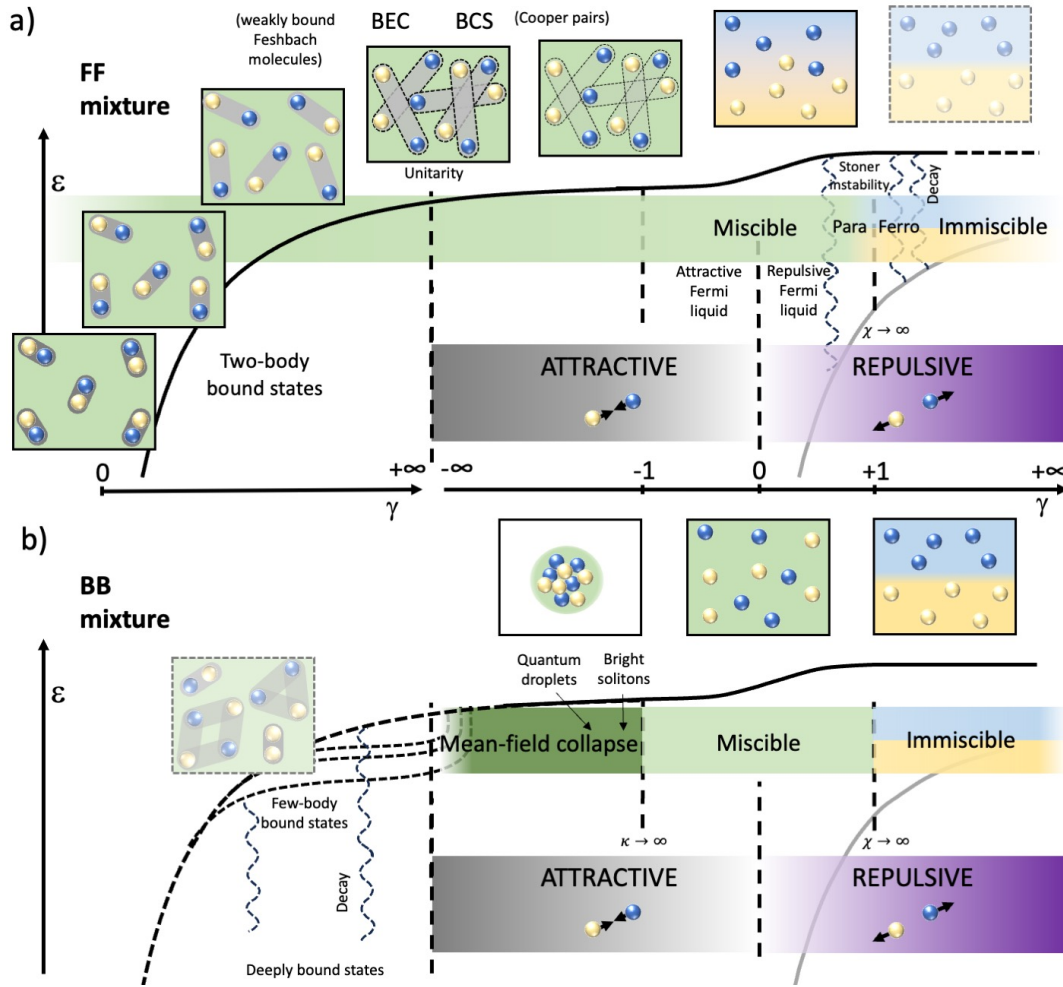 a)
FF
mixture
(weakly bound
Feshbach
molecules)
BEC
BCS
(Cooper pairs)
Unitarity
ε
Stoner
instability
Decay
Miscible
Para
Ferro
Immiscible
Attractive
Fermi
liquid
Repulsive
Fermi
liquid
χ → ∞
Two-body
bound states
ATTRACTIVE
REPULSIVE
0
+∞
-∞
-1
0
+1
+∞
γ
γ
b)
BB
mixture
ε
Quantum
droplets
Bright
solitons
Mean-field collapse
Miscible
Immiscible
Few-body
bound states
κ → ∞
χ → ∞
Decay
ATTRACTIVE
REPULSIVE
Deeply bound states